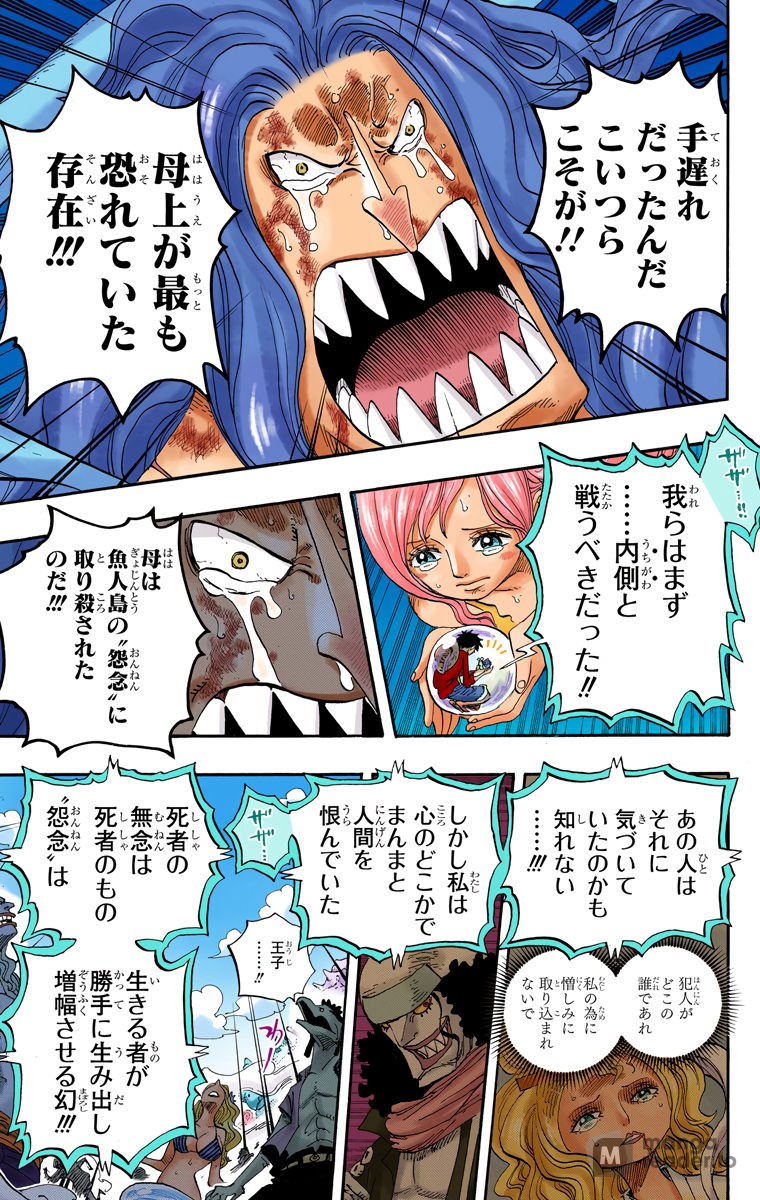 手遅れ
だったんだ
こいつら
こそが!!
母上が最も
恐れていた
存在!!!
ザザ…!!
我らはまず
……内側と
戦うべきだった!!
母は
魚人島の〝怨念〟に
取り殺された
のだ!!!
あの人は
それに
気づいて
いたのかも
知れない
……!!!
犯人が
どこの
誰であれ
私の為に
憎しみに
取り込まれ
ないで
しかし私は
心のどこかで
まんまと
人間を
恨んでいた
ザザ…
死者の
無念は
死者のもの
〝怨念〟は
王子
……!!
生きる者が
勝手に生み出し
増幅させる幻!!!
M